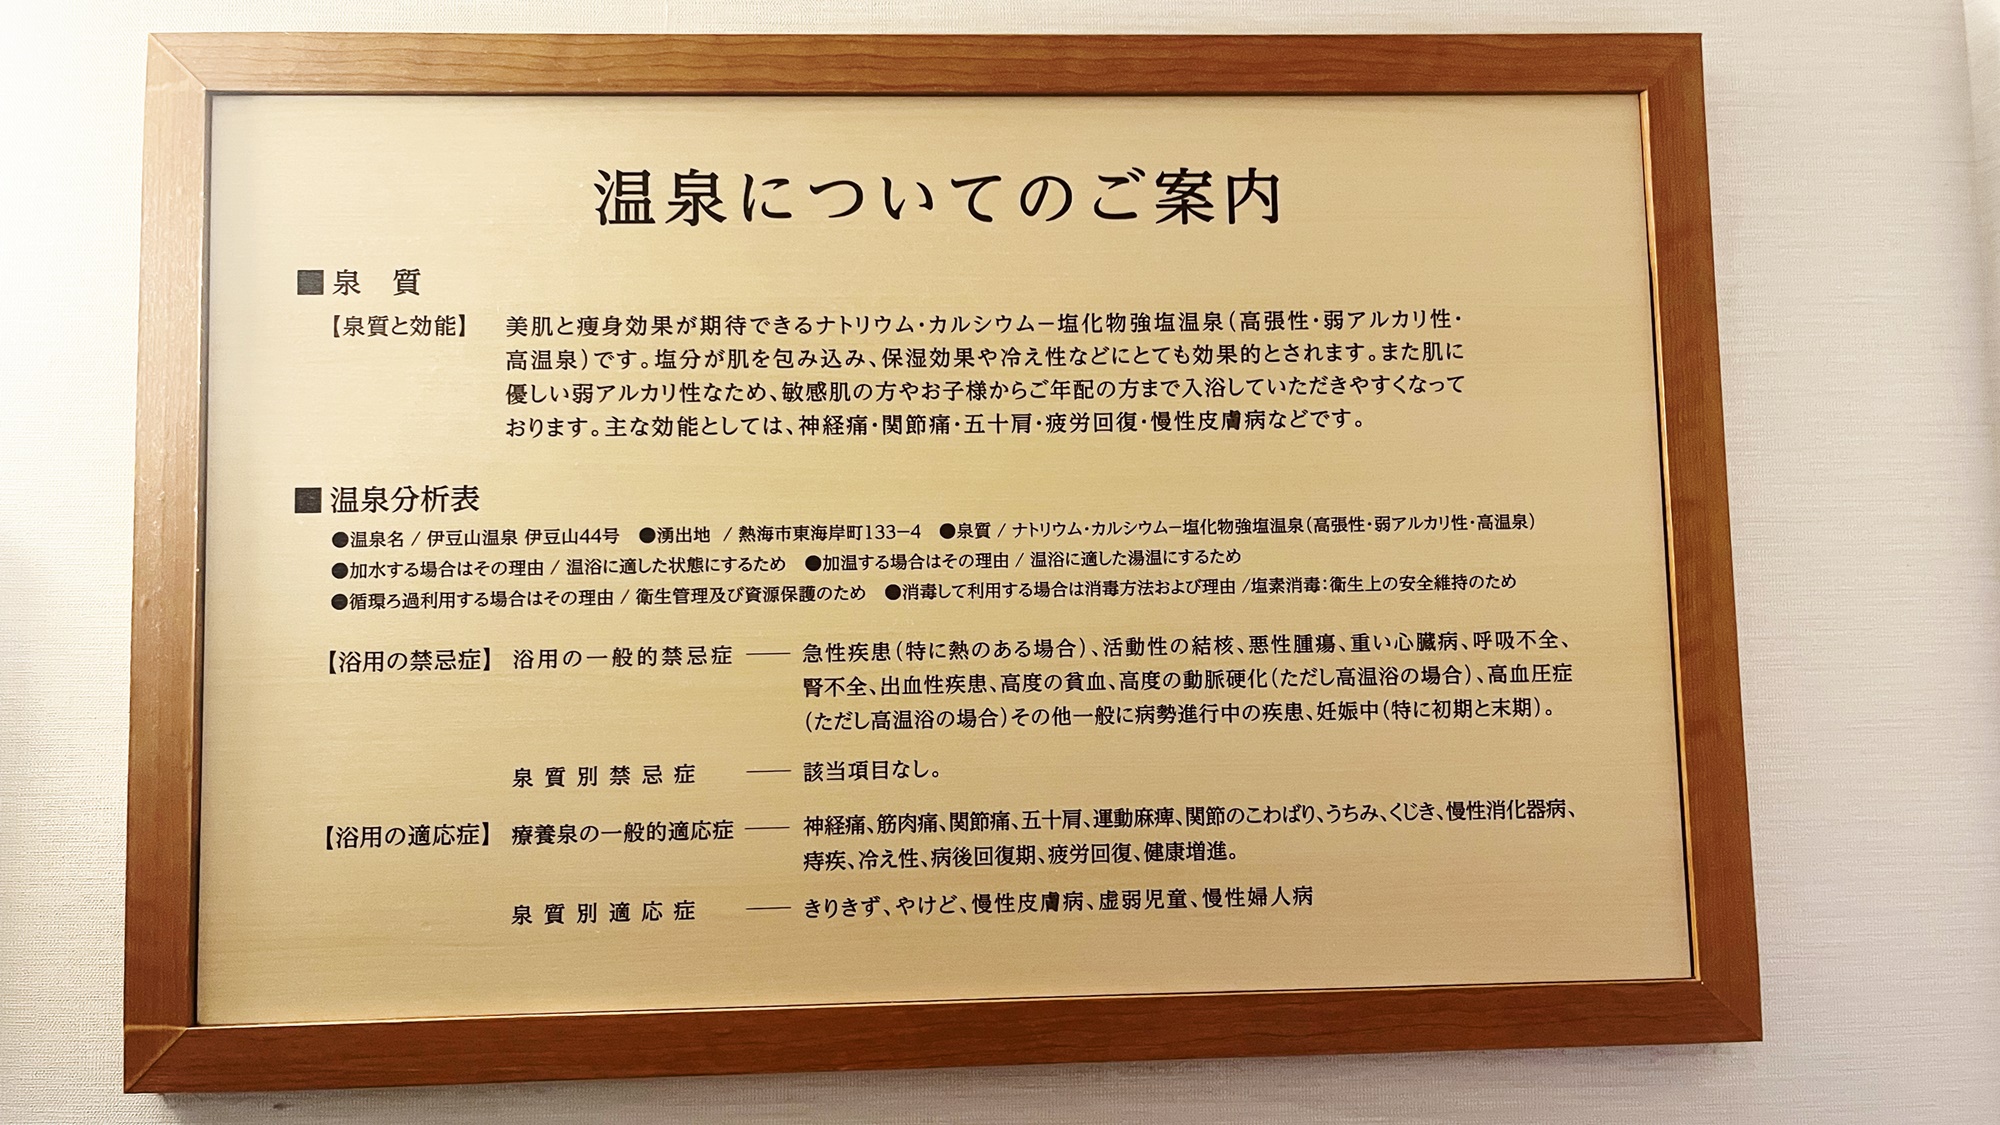 温泉についてのご案内
■泉 質
【泉質と効能】 美肌と痩身効果が期待できるナトリウム・カルシウム−塩化物強塩温泉(高張性・弱アルカリ性・
高温泉)です。塩分が肌を包み込み、保湿効果や冷え性などにとても効果的とされます。また肌に
優しい弱アルカリ性なため、敏感肌の方やお子様からご年配の方まで入浴していただきやすくなって
おります。主な効能としては、神経痛・関節痛・五十肩・疲労回復・慢性皮膚病などです。
■温泉分析表
●温泉名 / 伊豆山温泉 伊豆山44号 ●湧出地 / 熱海市東海岸町133−4 ●泉質 / ナトリウム・カルシウム−塩化物強塩温泉(高張性・弱アルカリ性・高温泉)
●加水する場合はその理由 / 温浴に適した状態にするため ●加温する場合はその理由 / 温浴に適した湯温にするため
●循環ろ過利用する場合はその理由 / 衛生管理及び資源保護のため ●消毒して利用する場合は消毒方法および理由 /塩素消毒:衛生上の安全維持のため
【浴用の禁忌症】 浴用の一般的禁忌症 ── 急性疾患(特に熱のある場合)、活動性の結核、悪性腫瘍、重い心臓病、呼吸不全、
腎不全、出血性疾患、高度の貧血、高度の動脈硬化(ただし高温浴の場合)、高血圧症
(ただし高温浴の場合)その他一般に病勢進行中の疾患、妊娠中(特に初期と末期)。
泉質別禁忌症 ── 該当項目なし。
【浴用の適応症】 療養泉の一般的適応症 ── 神経痛、筋肉痛、関節痛、五十肩、運動麻痺、関節のこわばり、うちみ、くじき、慢性消化器病、
痔疾、冷え性、病後回復期、疲労回復、健康増進。
泉質別適応症 ── きりきず、やけど、慢性皮膚病、虚弱児童、慢性婦人病